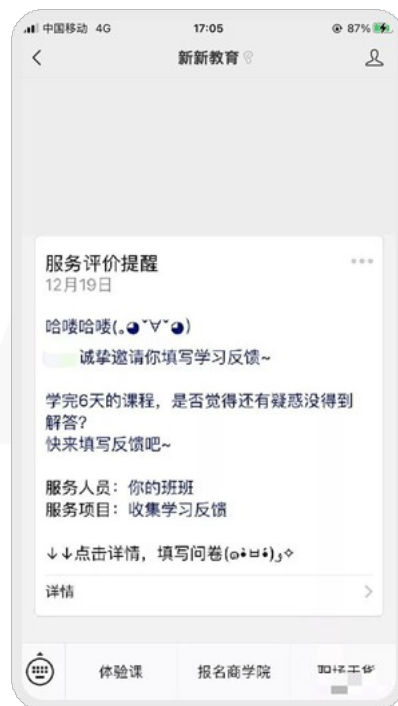 中国移动 4G 17:05 87%
新新教育
服务评价提醒
12月19日
哈喽哈喽(｡◕ˇ∀ˇ◕)
诚挚邀请你填写学习反馈~
学完6天的课程，是否觉得还有疑惑没得到
解答？
快来填写反馈吧~
服务人员：你的班班
服务项目：收集学习反馈
↓↓点击详情，填写问卷(๑•̀ㅂ•́)و✧
详情
体验课 报名商学院 职场干货